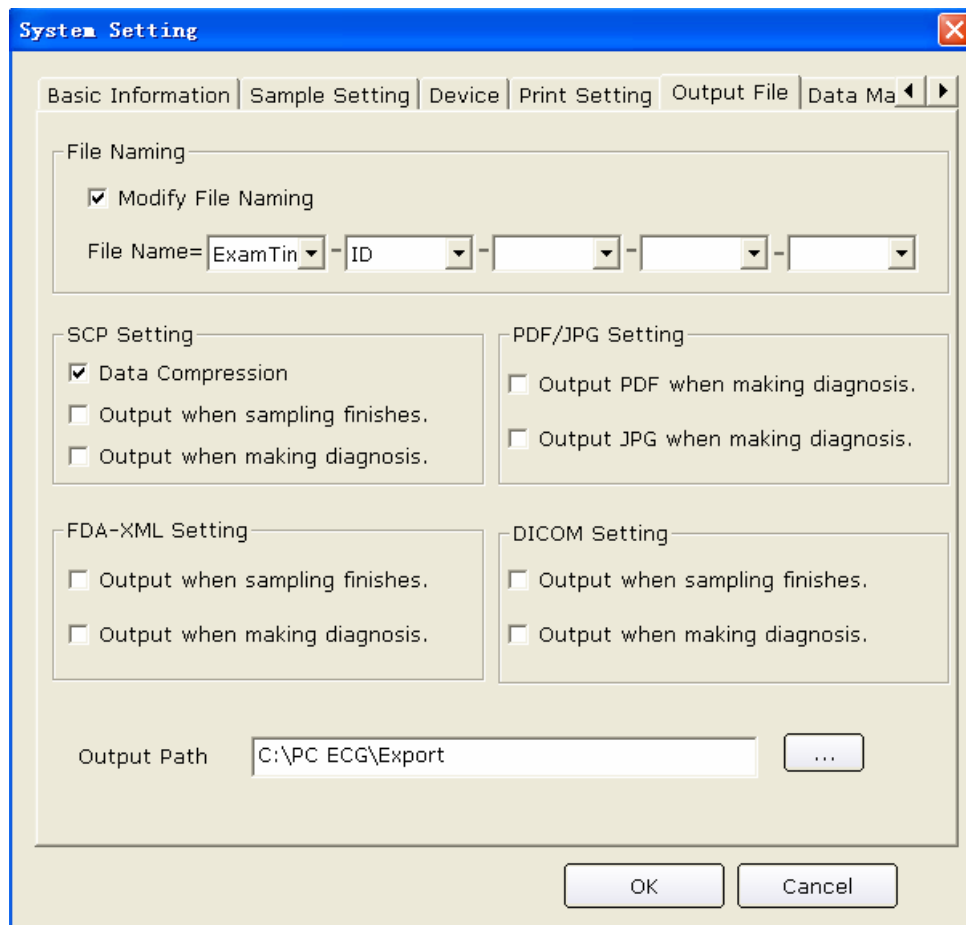 System Setting
Basic Information Sample Setting Device Print Setting Output File Data Ma
File Naming
Modify File Naming
File Name= ExamTim - ID - - -
SCP Setting
Data Compression
Output when sampling finishes.
Output when making diagnosis.
PDF/JPG Setting
Output PDF when making diagnosis.
Output JPG when making diagnosis.
FDA-XML Setting
Output when sampling finishes.
Output when making diagnosis.
DICOM Setting
Output when sampling finishes.
Output when making diagnosis.
Output Path C:\PC ECG\Export ...
OK Cancel